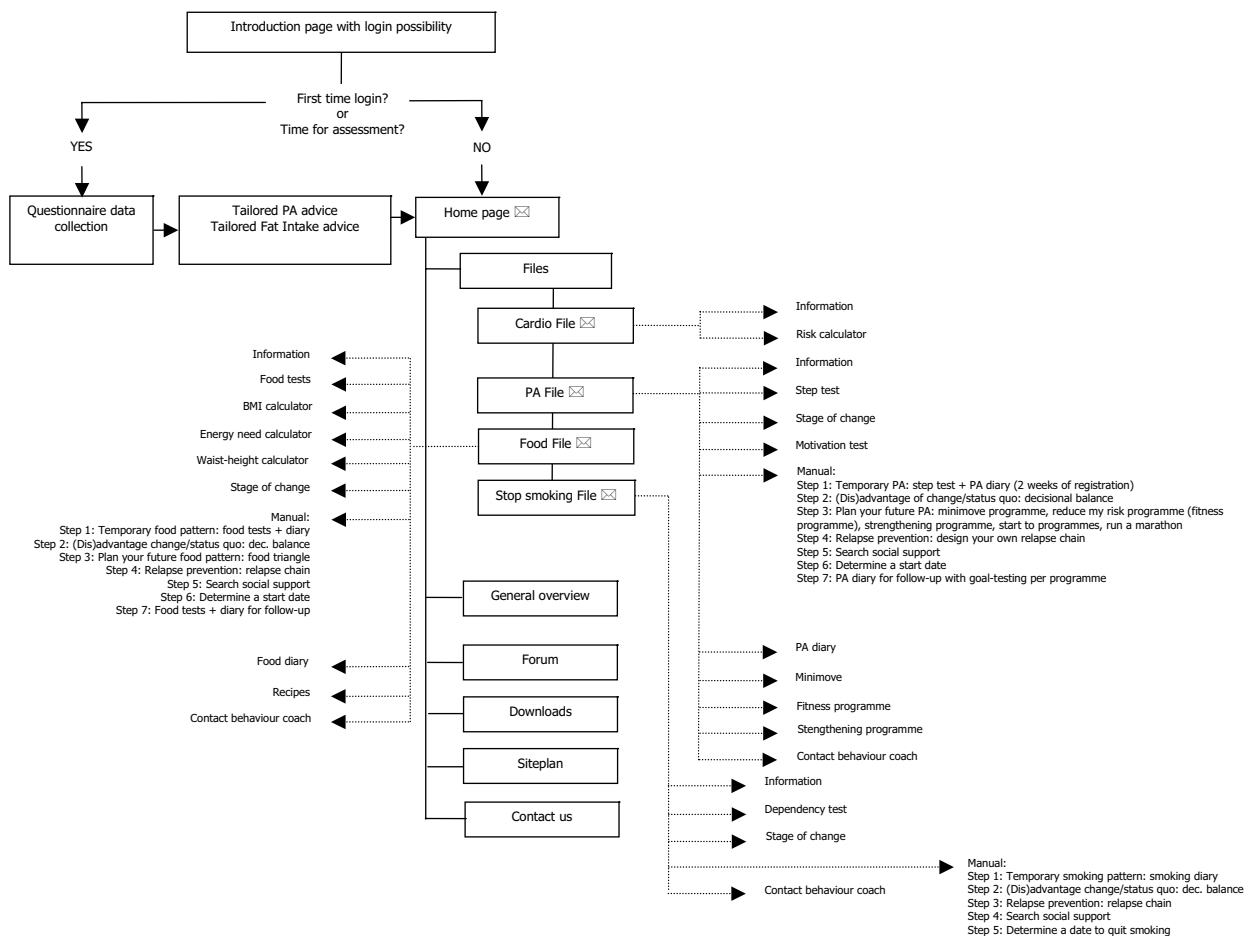 Introduction page with login possibility
First time login?
or
Time for assessment?
YES
NO
Questionnaire data
collection
Tailored PA advice
Tailored Fat Intake advice
Home page ✉
Files
Cardio File ✉
Information
Risk calculator
PA File ✉
Information
Step test
Stage of change
Motivation test
Manual:
Step 1: Temporary PA: step test + PA diary (2 weeks of registration)
Step 2: (Dis)advantage of change/status quo: decisional balance
Step 3: Plan your future PA: minimove programme, reduce my risk programme (fitness
programme), strengthening programme, start to programmes, run a marathon
Step 4: Relapse prevention: design your own relapse chain
Step 5: Search social support
Step 6: Determine a start date
Step 7: PA diary for follow-up with goal-testing per programme
PA diary
Minimove
Fitness programme
Stengthening programme
Contact behaviour coach
Food File ✉
Information
Food tests
BMI calculator
Energy need calculator
Waist-height calculator
Stage of change
Manual:
Step 1: Temporary food pattern: food tests + diary
Step 2: (Dis)advantage change/status quo: dec. balance
Step 3: Plan your future food pattern: food triangle
Step 4: Relapse prevention: relapse chain
Step 5: Search social support
Step 6: Determine a start date
Step 7: Food tests + diary for follow-up
Food diary
Recipes
Contact behaviour coach
Stop smoking File ✉
Information
Dependency test
Stage of change
Manual:
Step 1: Temporary smoking pattern: smoking diary
Step 2: (Dis)advantage change/status quo: dec. balance
Step 3: Relapse prevention: relapse chain
Step 4: Search social support
Step 5: Determine a date to quit smoking
Contact behaviour coach
General overview
Forum
Downloads
Siteplan
Contact us